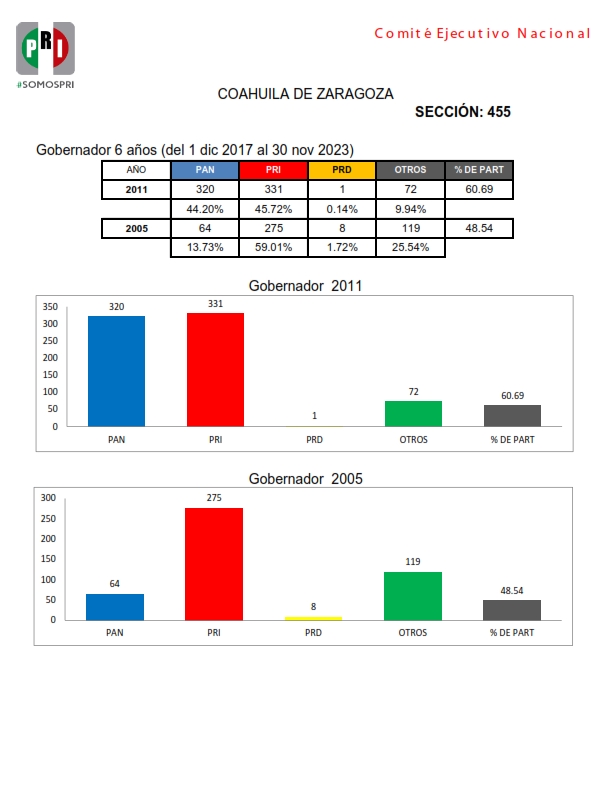 PRI
Comité Ejecutivo Nacional
#SOMOSPRI
COAHUILA DE ZARAGOZA
SECCIÓN: 455
Gobernador 6 años (del 1 dic 2017 al 30 nov 2023)
AÑO PAN PRI PRD OTROS % DE PART
2011 320 331 1 72 60.69
44.20% 45.72% 0.14% 9.94%
2005 64 275 8 119 48.54
13.73% 59.01% 1.72% 25.54%
Gobernador 2011
350
300
250
200
150
100
50
0
320 331 1 72 60.69
PAN PRI PRD OTROS % DE PART
Gobernador 2005
300
250
200
150
100
50
0
64 275 8 119 48.54
PAN PRI PRD OTROS % DE PART